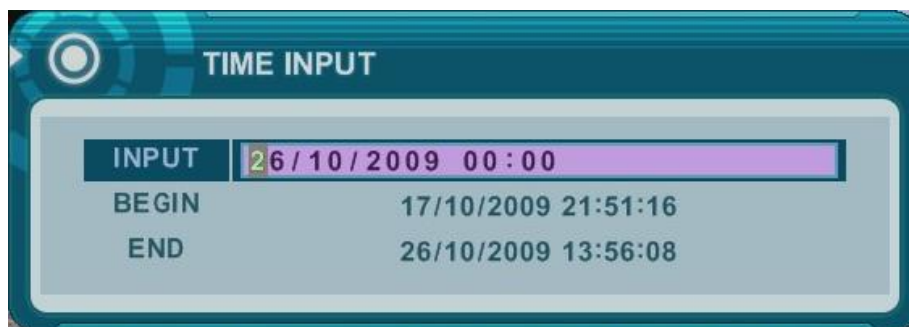 TIME INPUT
INPUT 26/10/2009 00:00
BEGIN 17/10/2009 21:51:16
END 26/10/2009 13:56:08